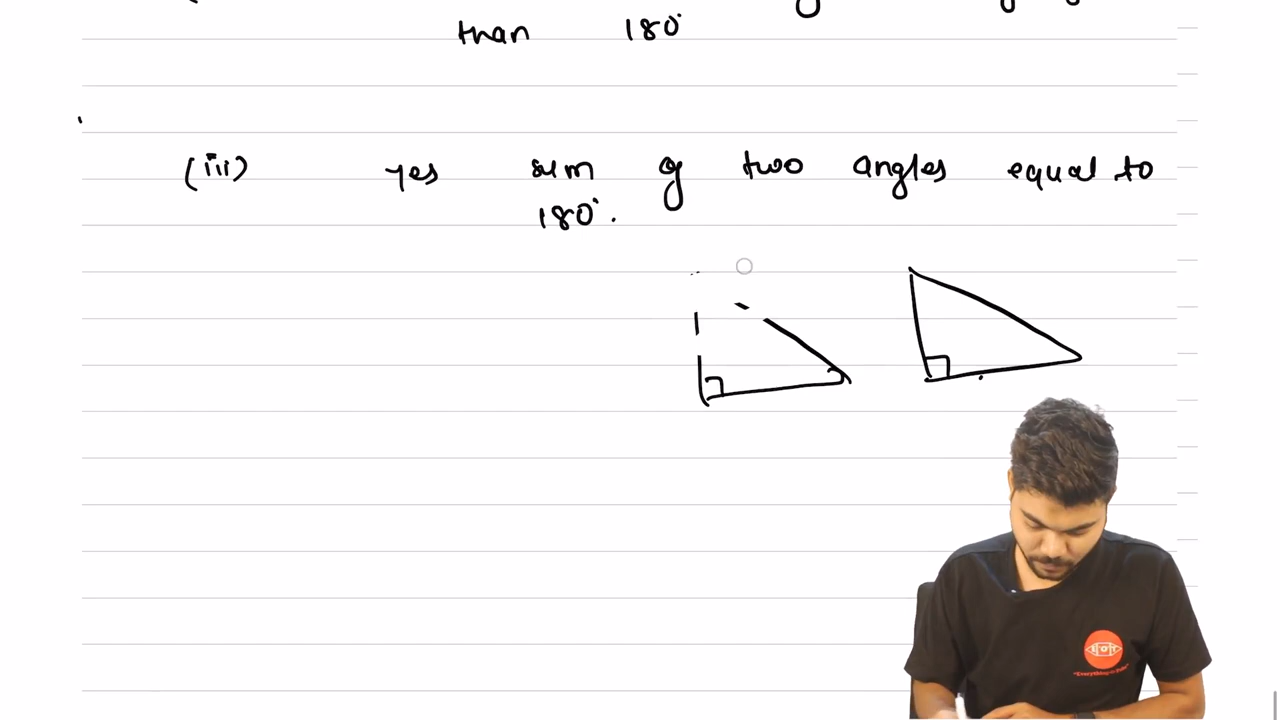 than 180°
(iii) yes sum of two angles equal to
180°.